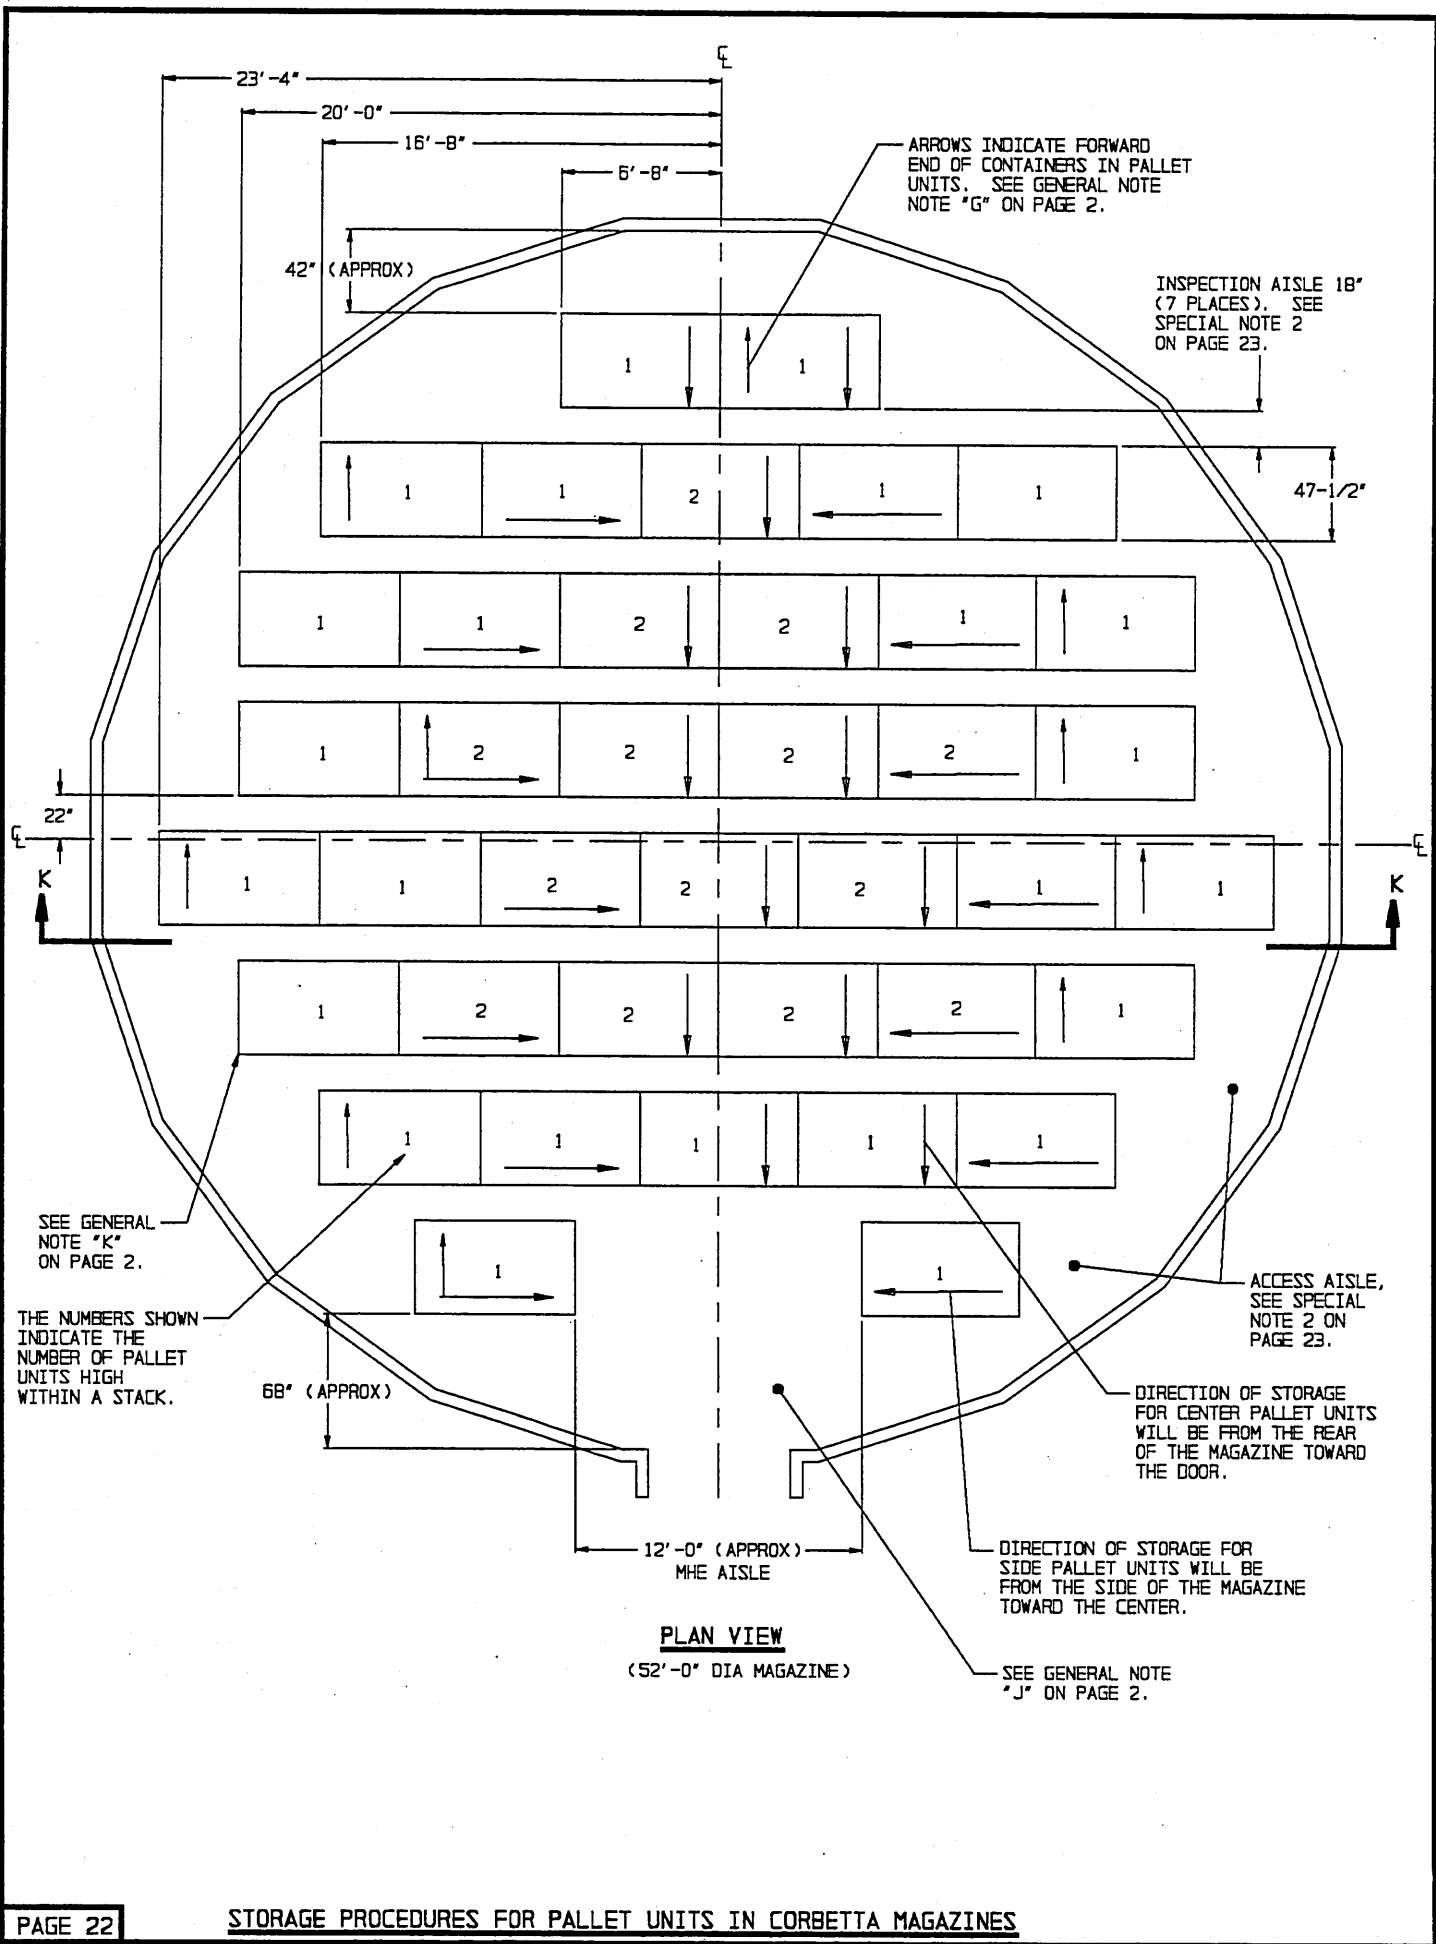 ℄
23'-4"
20'-0"
16'-8"
6'-8"
ARROWS INDICATE FORWARD
END OF CONTAINERS IN PALLET
UNITS. SEE GENERAL NOTE
NOTE "G" ON PAGE 2.
42" (APPROX)
INSPECTION AISLE 18"
(7 PLACES). SEE
SPECIAL NOTE 2
ON PAGE 23.
1 1
47-1/2"
1 1 2 1 1
1 1 2 2 1 1
1 2 2 2 2 1
22"
℄ ℄
K K
1 1 2 2 2 1 1
1 2 2 2 2 1
1 1 1 1 1
SEE GENERAL
NOTE "K"
ON PAGE 2.
1 1
ACCESS AISLE,
SEE SPECIAL
NOTE 2 ON
PAGE 23.
THE NUMBERS SHOWN
INDICATE THE
NUMBER OF PALLET
UNITS HIGH
WITHIN A STACK.
68" (APPROX)
DIRECTION OF STORAGE
FOR CENTER PALLET UNITS
WILL BE FROM THE REAR
OF THE MAGAZINE TOWARD
THE DOOR.
12'-0" (APPROX)
MHE AISLE
DIRECTION OF STORAGE FOR
SIDE PALLET UNITS WILL BE
FROM THE SIDE OF THE MAGAZINE
TOWARD THE CENTER.
PLAN VIEW
(52'-0" DIA MAGAZINE)
SEE GENERAL NOTE
"J" ON PAGE 2.
PAGE 22
STORAGE PROCEDURES FOR PALLET UNITS IN CORBETTA MAGAZINES